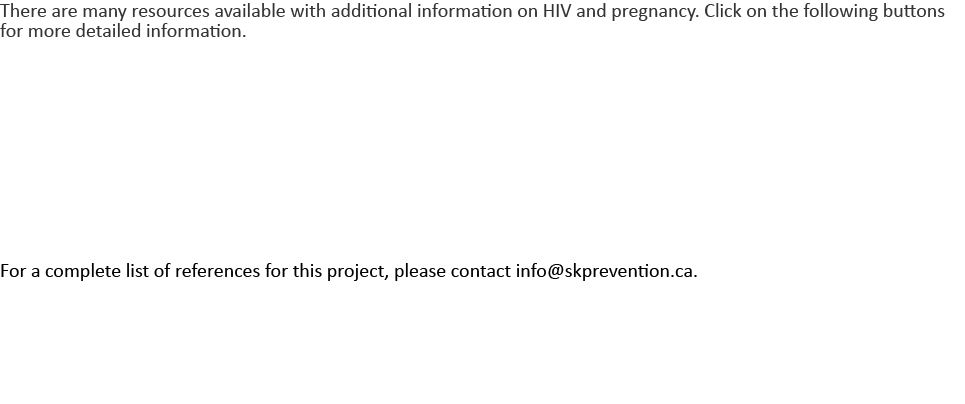 There are many resources available with additional information on HIV and pregnancy. Click on the following buttons
for more detailed information.
For a complete list of references for this project, please contact info@skprevention.ca.